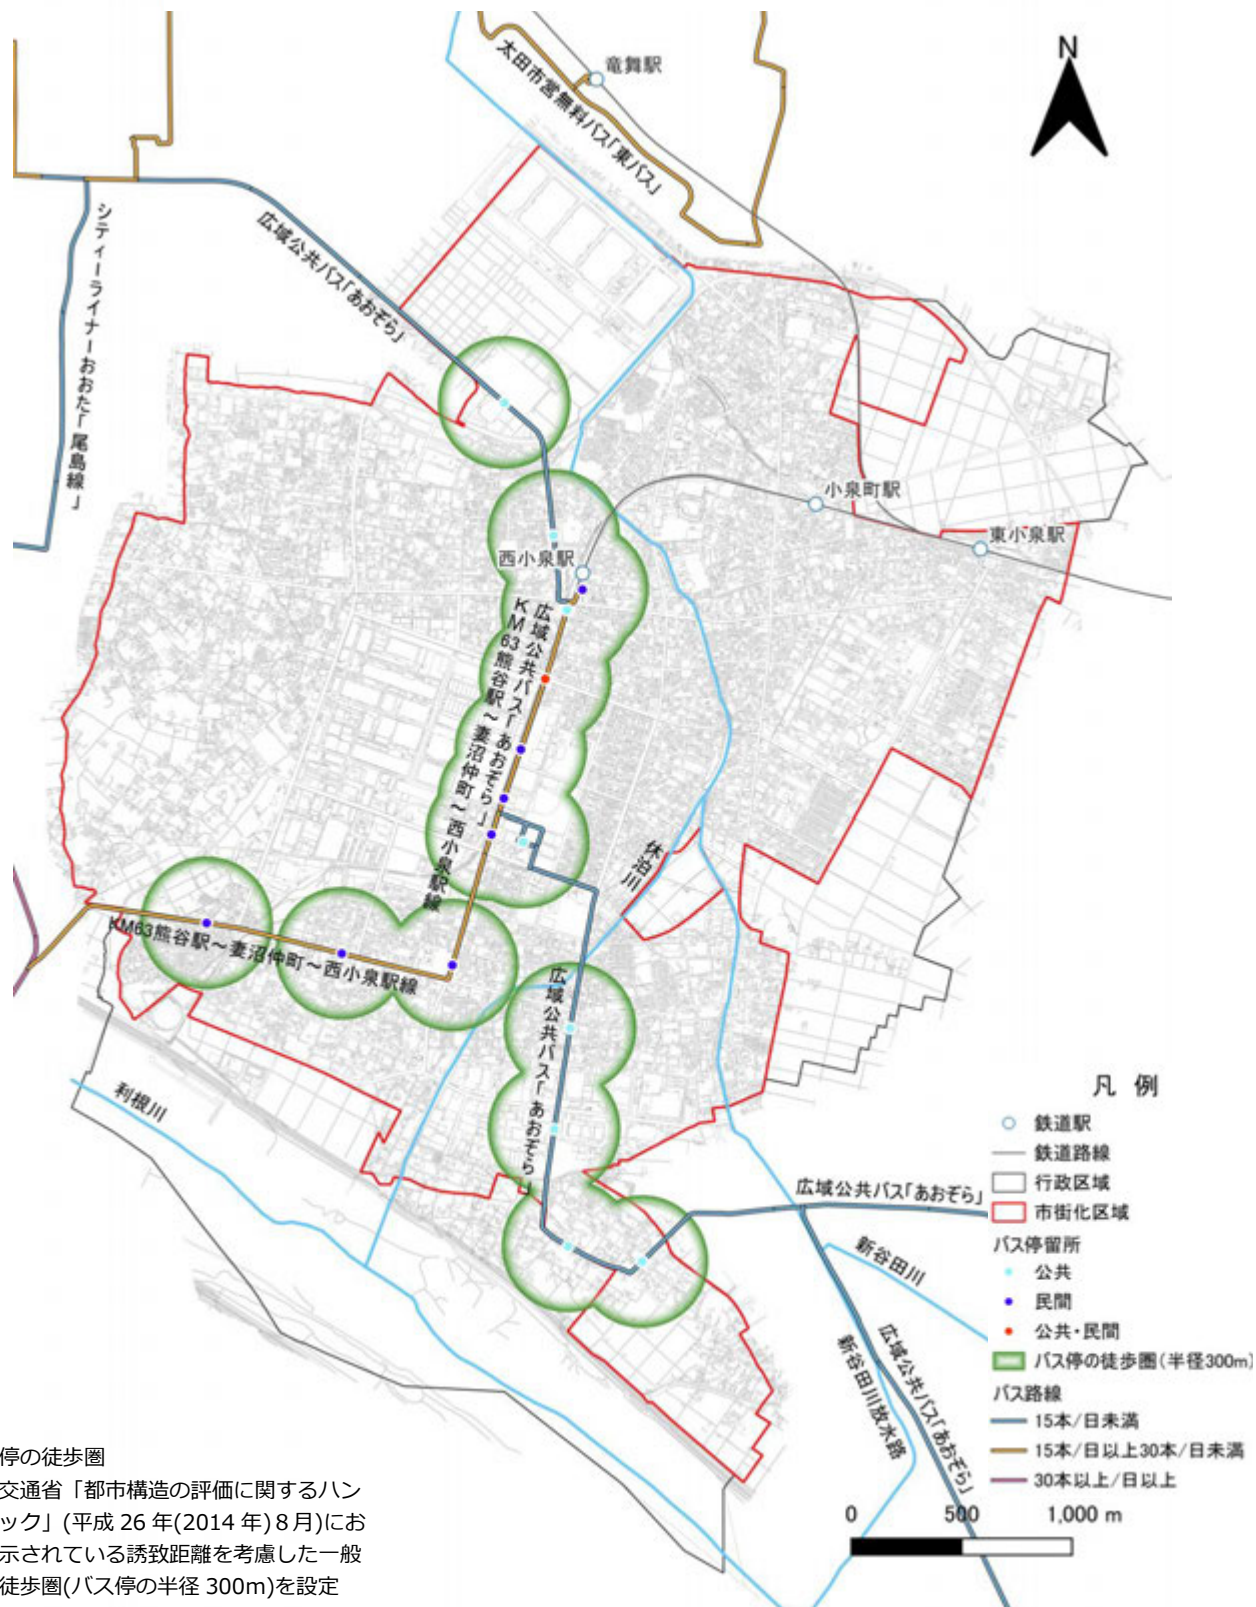 N
竜舞駅
太田市営無料バス「東バス」
シティーライナーおおた「尾島線」
広域公共バス「あおぞら」
小泉町駅
東小泉駅
西小泉駅
広域公共バス「あおぞら」
KM63熊谷駅～妻沼仲町～西小泉駅線
休泊川
KM63熊谷駅～妻沼仲町～西小泉駅線
広域公共バス「あおぞら」
利根川
広域公共バス「あおぞら」
新谷田川
広域公共バス「あおぞら」
新谷田川放水路
凡 例
鉄道駅
鉄道路線
行政区域
市街化区域
バス停留所
公共
民間
公共・民間
バス停の徒歩圏(半径300m)
バス路線
15本/日未満
15本/日以上30本/日未満
30本以上/日以上
0 500 1,000 m
停の徒歩圏
交通省「都市構造の評価に関するハン
ック」(平成 26 年(2014 年)8月)にお
示されている誘致距離を考慮した一般
徒歩圏(バス停の半径 300m)を設定